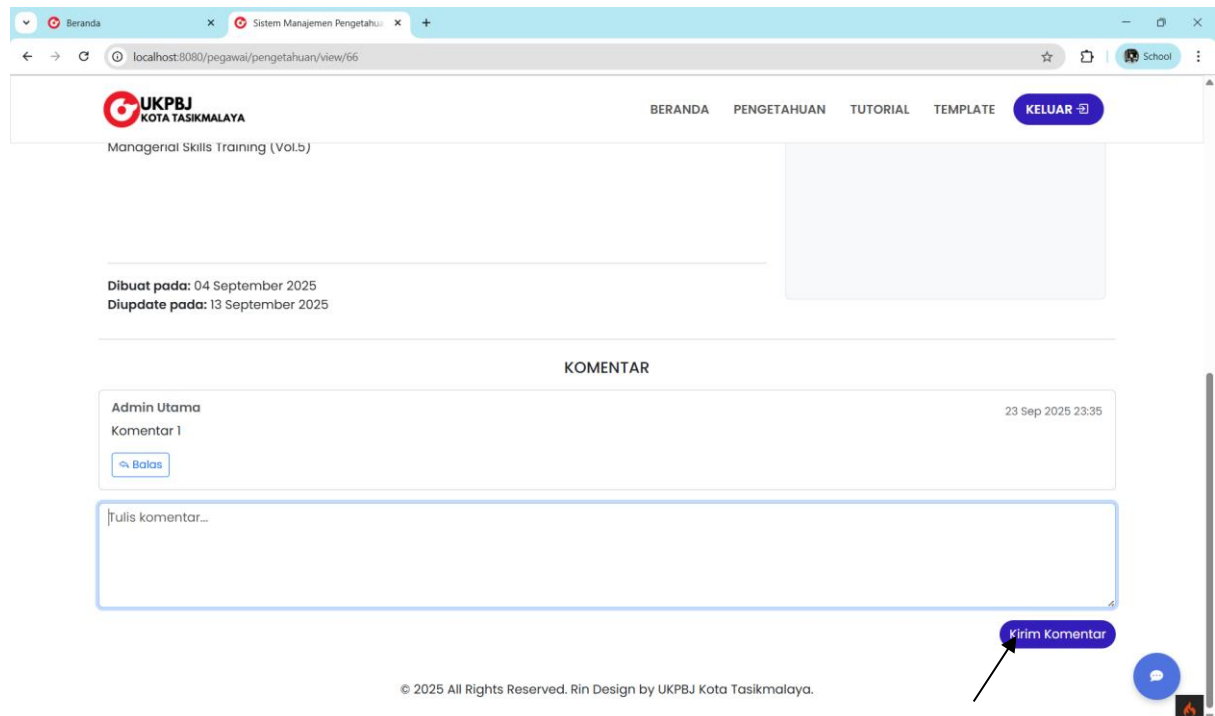 Beranda
Sistem Manajemen Pengetahua
localhost:8080/pegawai/pengetahuan/view/66
School
UKPBJ
KOTA TASIKMALAYA
BERANDA PENGETAHUAN TUTORIAL TEMPLATE KELUAR
Managerial Skills Training (Vol.5)
Dibuat pada: 04 September 2025
Diupdate pada: 13 September 2025
KOMENTAR
Admin Utama
23 Sep 2025 23:35
Komentar 1
Balas
Tulis komentar...
Kirim Komentar
© 2025 All Rights Reserved. Rin Design by UKPBJ Kota Tasikmalaya.